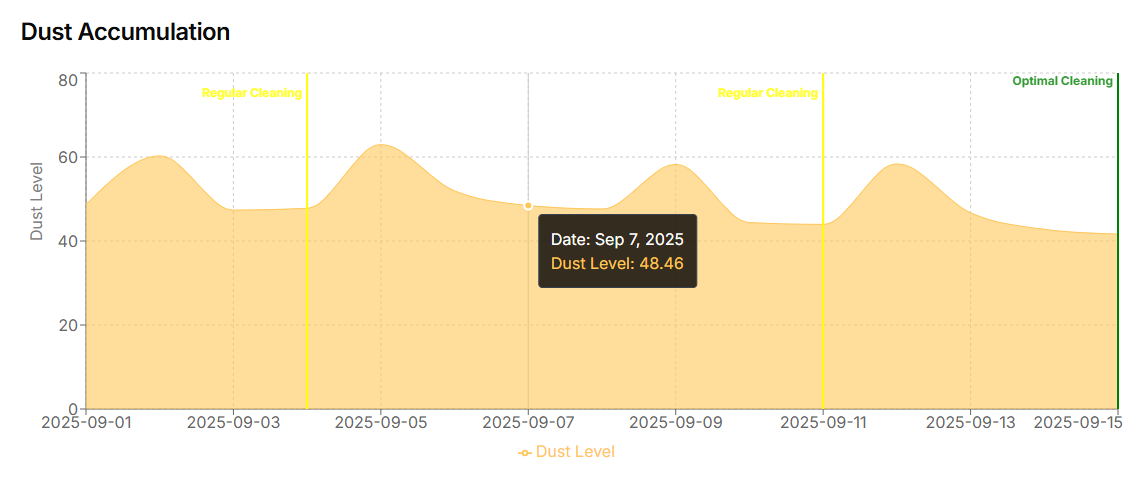 Dust Accumulation
80
Regular Cleaning
Regular Cleaning
Optimal Cleaning
60
Dust Level
Date: Sep 7, 2025
Dust Level: 48.46
40
20
0
2025-09-01
2025-09-03
2025-09-05
2025-09-07
2025-09-09
2025-09-11
2025-09-13
2025-09-15
Dust Level